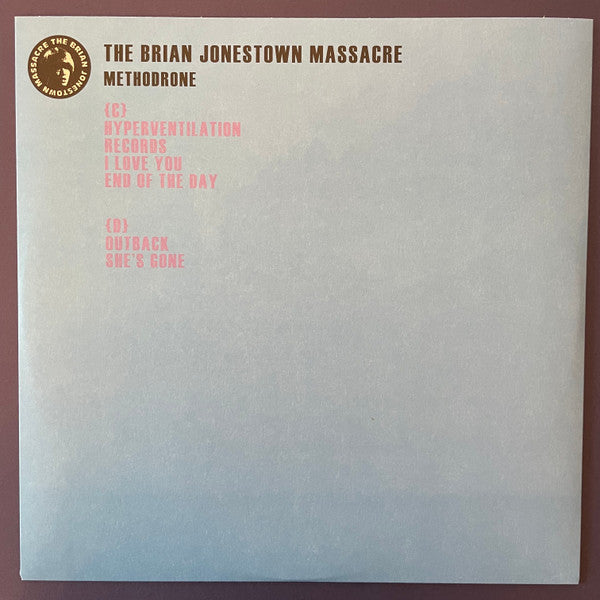 MASSACRE THE BRIAN JONESTOWN
THE BRIAN JONESTOWN MASSACRE
METHODRONE
{C}
HYPERVENTILATION
RECORDS
I LOVE YOU
END OF THE DAY
{D}
OUTBACK
SHE'S GONE